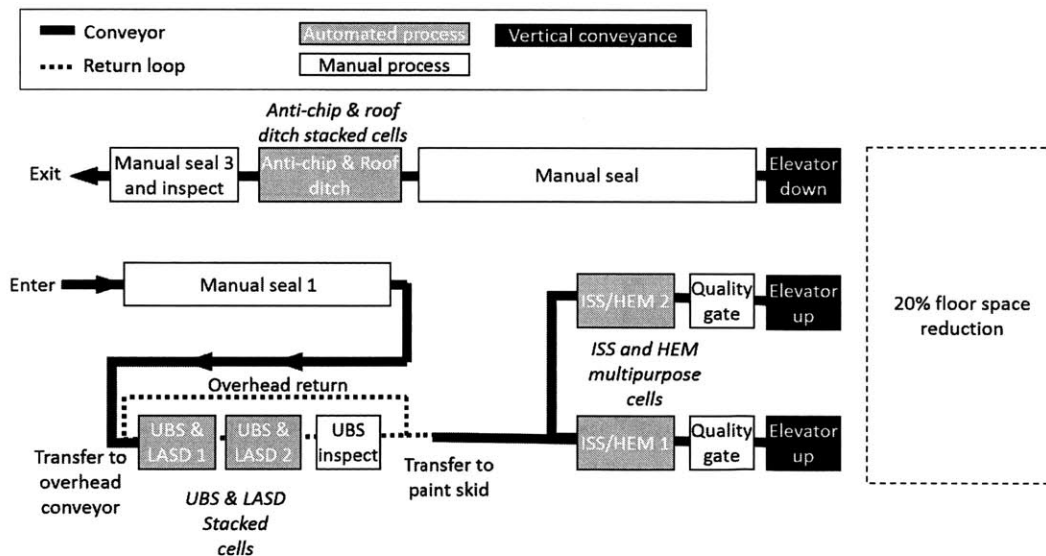 Conveyor
Automated process
Vertical conveyance
Return loop
Manual process
Anti-chip & roof
ditch stacked cells
Exit
Manual seal 3
and inspect
Anti-chip & Roof
ditch
Manual seal
Elevator
down
Enter
Manual seal 1
ISS/HEM 2
Quality
gate
Elevator
up
20% floor space
reduction
ISS and HEM
multipurpose
cells
Overhead return
UBS &
LASD 1
UBS &
LASD 2
UBS
inspect
ISS/HEM 1
Quality
gate
Elevator
up
Transfer to
overhead
conveyor
Transfer to
paint skid
UBS & LASD
Stacked
cells